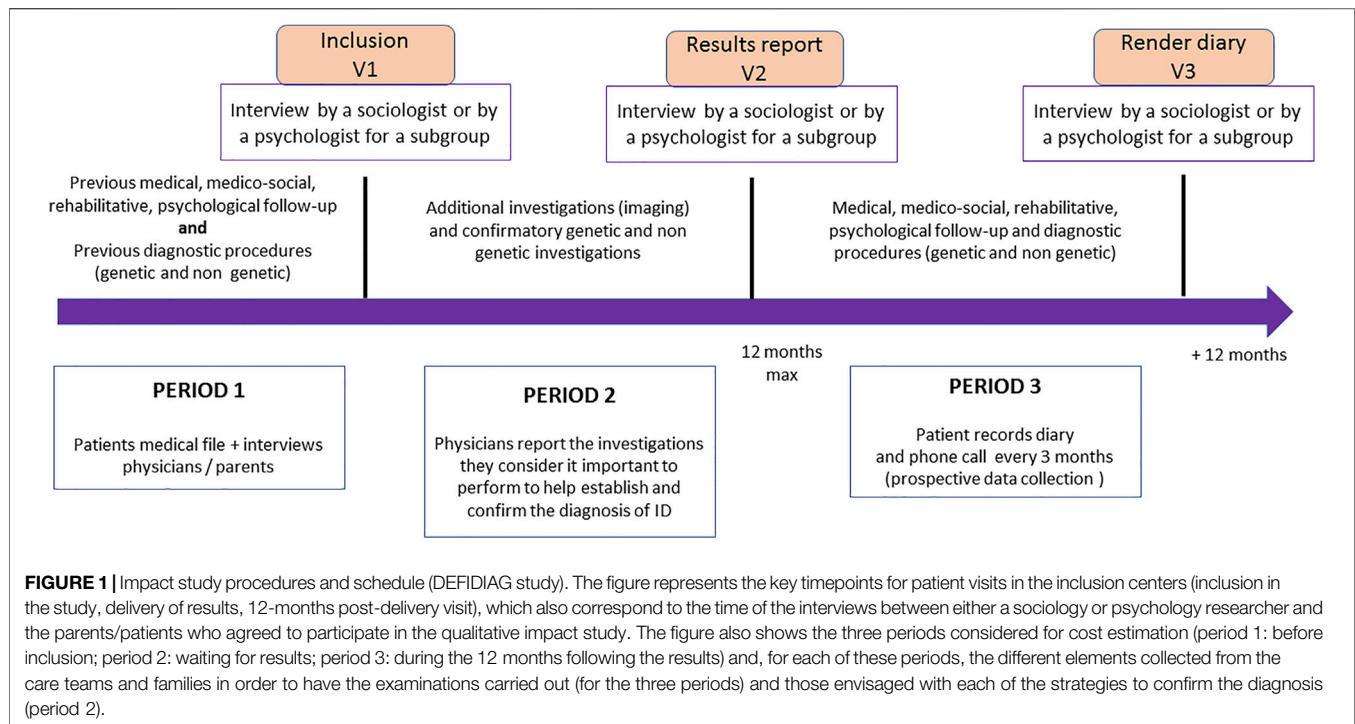 Inclusion
V1
Results report
V2
Render diary
V3
Interview by a sociologist or by
a psychologist for a subgroup
Interview by a sociologist or by
a psychologist for a subgroup
Interview by a sociologist or by
a psychologist for a subgroup
Previous medical, medico-social,
rehabilitative, psychological follow-up
and
Previous diagnostic procedures
(genetic and non genetic)
Additional investigations (imaging)
and confirmatory genetic and non
genetic investigations
Medical, medico-social, rehabilitative,
psychological follow-up and diagnostic
procedures (genetic and non genetic)
12 months
max
+ 12 months
PERIOD 1
Patients medical file + interviews
physicians / parents
PERIOD 2
Physicians report the investigations
they consider it important to
perform to help establish and
confirm the diagnosis of ID
PERIOD 3
Patient records diary
and phone call every 3 months
(prospective data collection )
FIGURE 1 | Impact study procedures and schedule (DEFIDIAG study). The figure represents the key timepoints for patient visits in the inclusion centers (inclusion in
the study, delivery of results, 12-months post-delivery visit), which also correspond to the time of the interviews between either a sociology or psychology researcher and
the parents/patients who agreed to participate in the qualitative impact study. The figure also shows the three periods considered for cost estimation (period 1: before
inclusion; period 2: waiting for results; period 3: during the 12 months following the results) and, for each of these periods, the different elements collected from the
care teams and families in order to have the examinations carried out (for the three periods) and those envisaged with each of the strategies to confirm the diagnosis
(period 2).